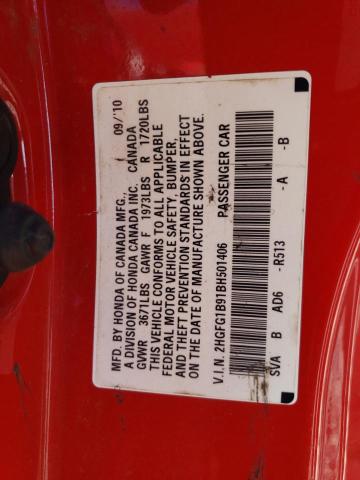 MFD. BY HONDA OF CANADA MFG., 09/'10
A DIVISION OF HONDA CANADA INC. CANADA
GVWR 3671LBS GAWR F 1973LBS R 1720LBS
THIS VEHICLE CONFORMS TO ALL APPLICABLE
FEDERAL MOTOR VEHICLE SAFETY, BUMPER,
AND THEFT PREVENTION STANDARDS IN EFFECT
ON THE DATE OF MANUFACTURE SHOWN ABOVE.
V.I.N. 2HGFG1B91BH501406 PASSENGER CAR
SVA B AD6 -R513 -A -B